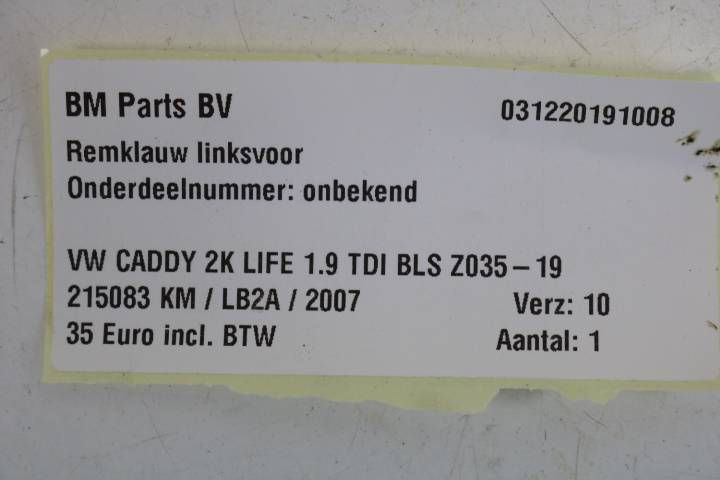 BM Parts BV 031220191008
Remklauw linksvoor
Onderdeelnummer: onbekend
VW CADDY 2K LIFE 1.9 TDI BLS Z035-19
215083 KM / LB2A / 2007 Verz: 10
35 Euro incl. BTW Aantal: 1